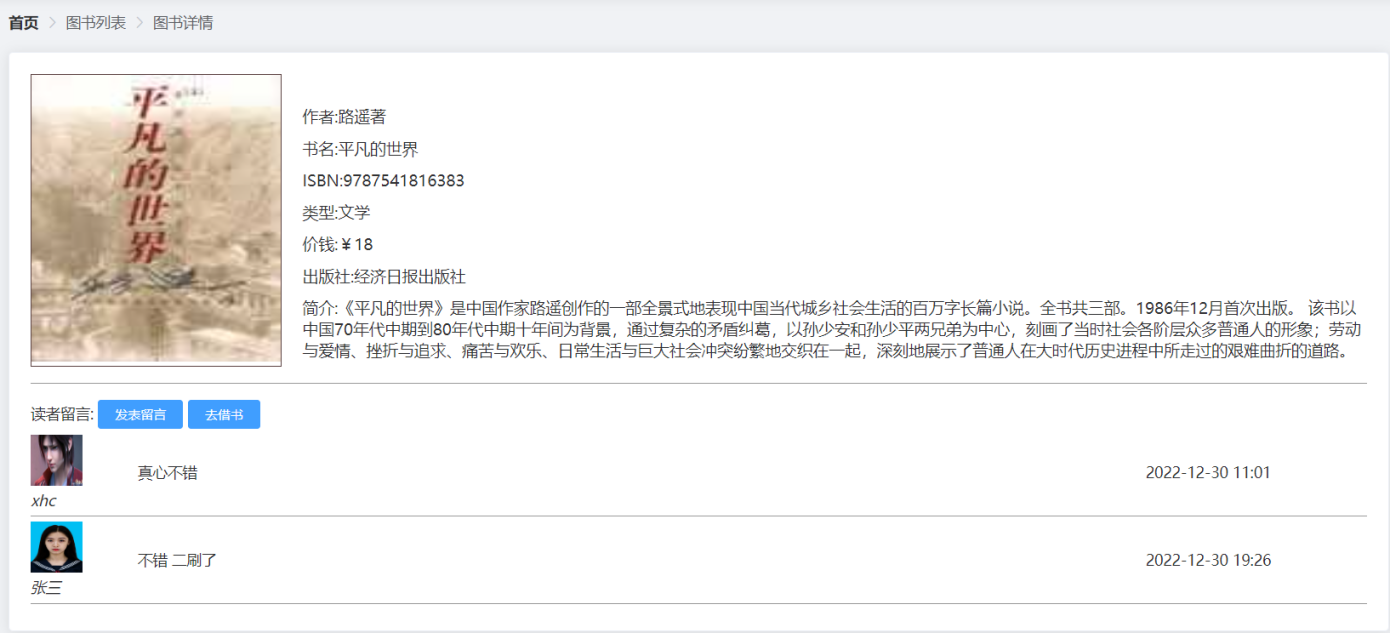 首页 > 图书列表 > 图书详情
平凡的世界
作者:路遥著
书名:平凡的世界
ISBN:9787541816383
类型:文学
价钱:￥18
出版社:经济日报出版社
简介:《平凡的世界》是中国作家路遥创作的一部全景式地表现中国当代城乡社会生活的百万字长篇小说。全书共三部。1986年12月首次出版。 该书以
中国70年代中期到80年代中期十年间为背景，通过复杂的矛盾纠葛，以孙少安和孙少平两兄弟为中心，刻画了当时社会各阶层众多普通人的形象；劳动
与爱情、挫折与追求、痛苦与欢乐、日常生活与巨大社会冲突纷繁地交织在一起，深刻地展示了普通人在大时代历史进程中所走过的艰难曲折的道路。
读者留言: 发表留言 去借书
真心不错 2022-12-30 11:01
xhc
不错 二刷了 2022-12-30 19:26
张三